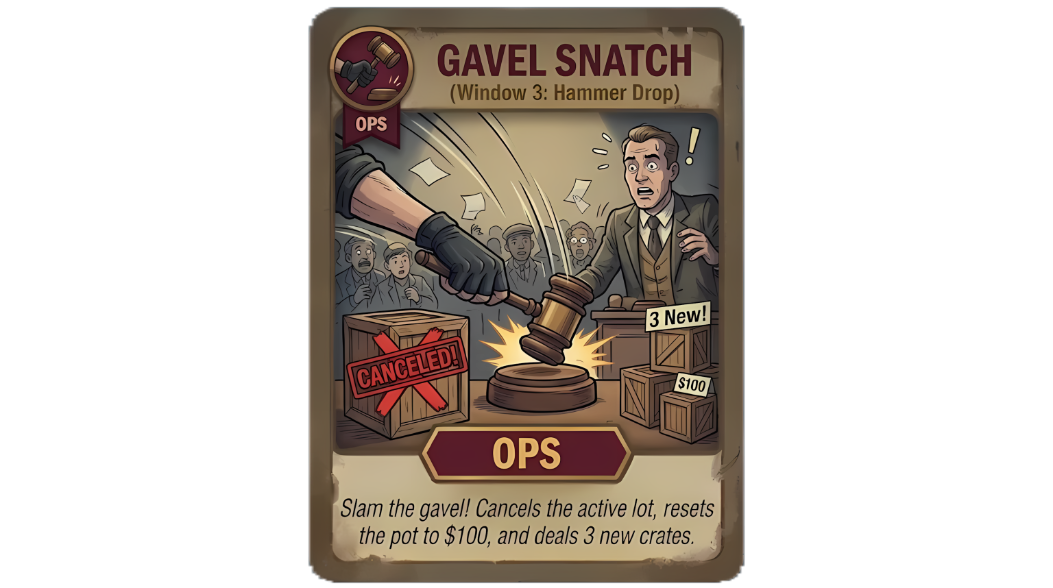 GAVEL SNATCH
(Window 3: Hammer Drop)
OPS
!
CANCELED!
3 New!
$100
OPS
Slam the gavel! Cancels the active lot, resets
the pot to $100, and deals 3 new crates.